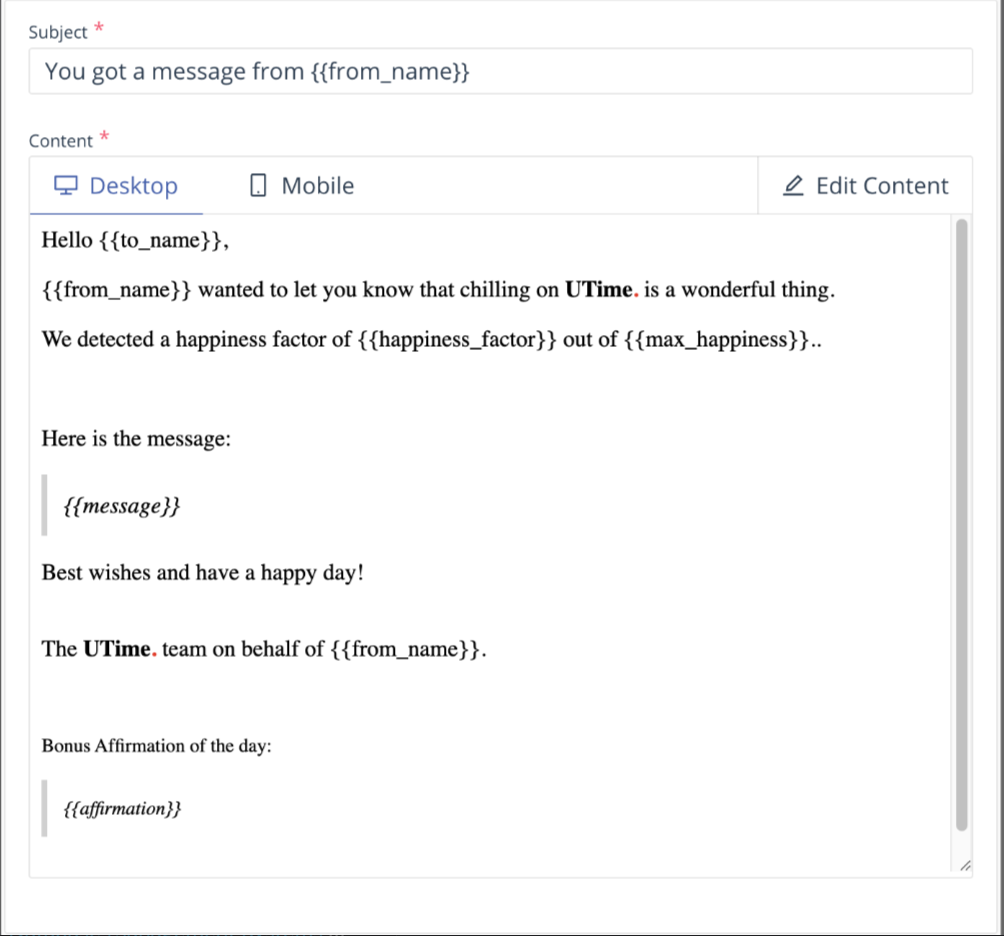 Subject *
You got a message from {{from_name}}
Content *
Desktop
Mobile
Edit Content
Hello {{to_name}},
{{from_name}} wanted to let you know that chilling on UTime. is a wonderful thing.
We detected a happiness factor of {{happiness_factor}} out of {{max_happiness}}..
Here is the message:
{{message}}
Best wishes and have a happy day!
The UTime. team on behalf of {{from_name}}.
Bonus Affirmation of the day:
{{affirmation}}